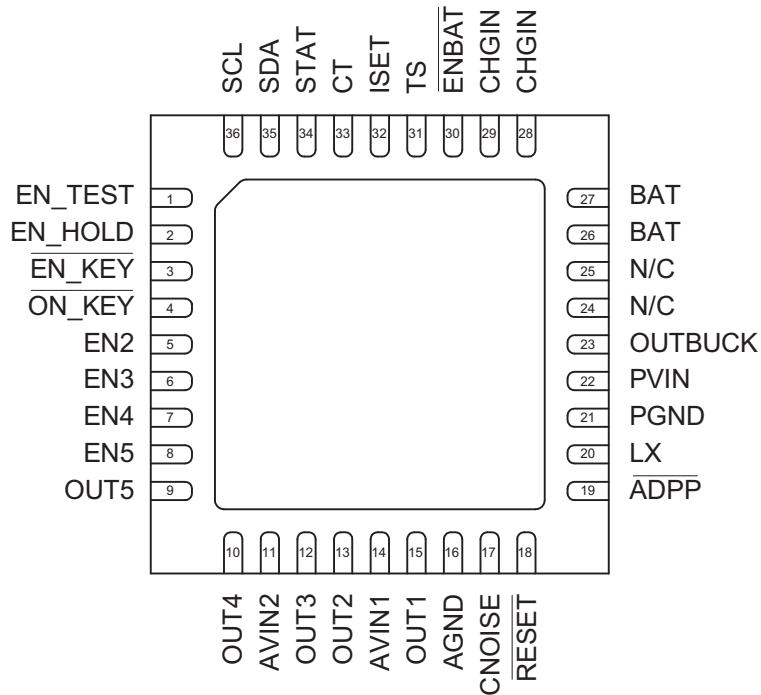 SCL
SDA
STAT
CT
ISET
TS
ENBAT
CHGIN
CHGIN
36
35
34
33
32
31
30
29
28
EN_TEST 1
EN_HOLD 2
EN_KEY 3
ON_KEY 4
EN2 5
EN3 6
EN4 7
EN5 8
OUT5 9
27 BAT
26 BAT
25 N/C
24 N/C
23 OUTBUCK
22 PVIN
21 PGND
20 LX
19 ADPP
10
11
12
13
14
15
16
17
18
OUT4
AVIN2
OUT3
OUT2
AVIN1
OUT1
AGND
CNOISE
RESET